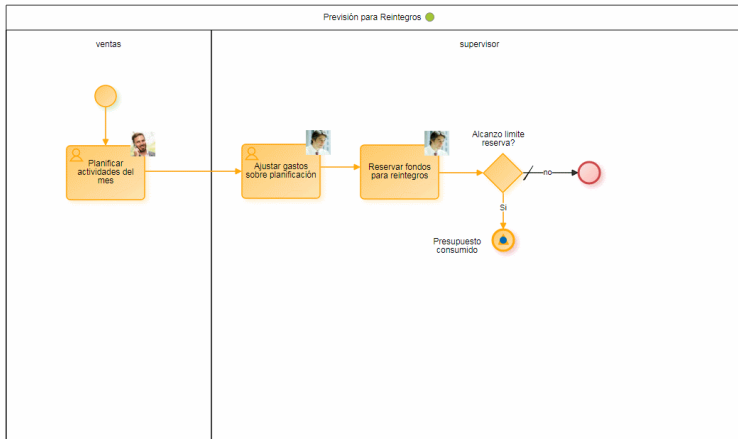 Previsión para Reintegros
ventas
supervisor
Planificar
actividades del
mes
Ajustar gastos
sobre planificación
Reservar fondos
para reintegros
Alcanzo limite
reserva?
no
Si
Presupuesto
consumido